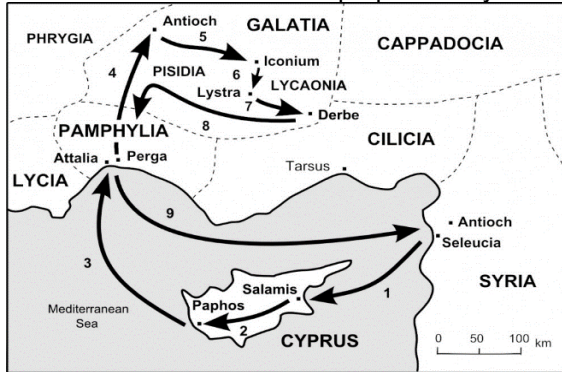 Antioch
GALATIA
PHRYGIA
5
CAPPADOCIA
Iconium
4
PISIDIA
6
LYCAONIA
Lystra
7
Derbe
8
PAMPHYLIA
CILICIA
Attalia
Perga
Tarsus
LYCIA
9
Antioch
Seleucia
3
SYRIA
Salamis
1
Paphos
Mediterranean
Sea
2
CYPRUS
0 50 100 km